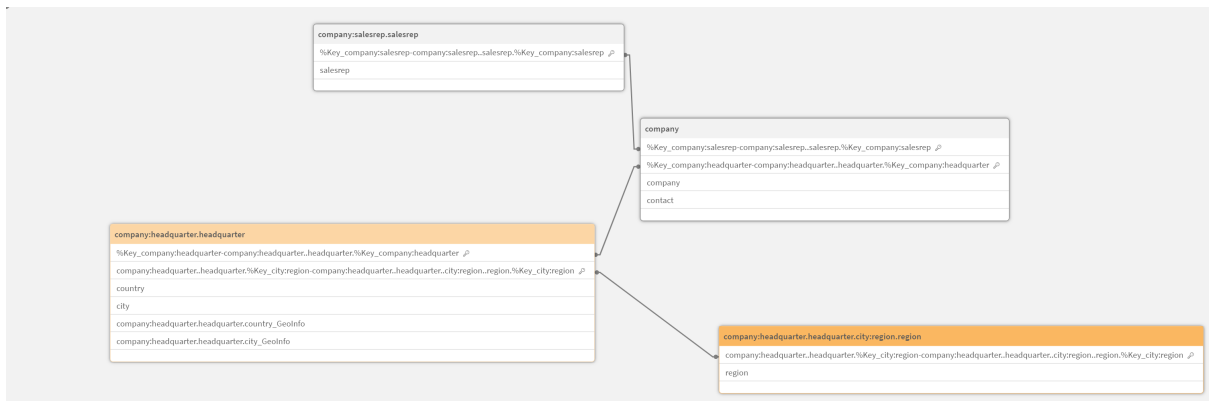 company:salesrep.salesrep
%Key_company:salesrep-company:salesrep..salesrep.%Key_company:salesrep
salesrep
company
%Key_company:salesrep-company:salesrep..salesrep.%Key_company:salesrep
%Key_company:headquarter-company:headquarter..headquarter.%Key_company:headquarter
company
contact
company:headquarter.headquarter
%Key_company:headquarter-company:headquarter..headquarter.%Key_company:headquarter
company:headquarter..headquarter.%Key_city:region-company:headquarter..headquarter..city:region..region.%Key_city:region
country
city
company:headquarter.headquarter.country_GeoInfo
company:headquarter.headquarter.city_GeoInfo
company:headquarter.headquarter.city:region.region
company:headquarter..headquarter.%Key_city:region-company:headquarter..headquarter..city:region..region.%Key_city:region
region